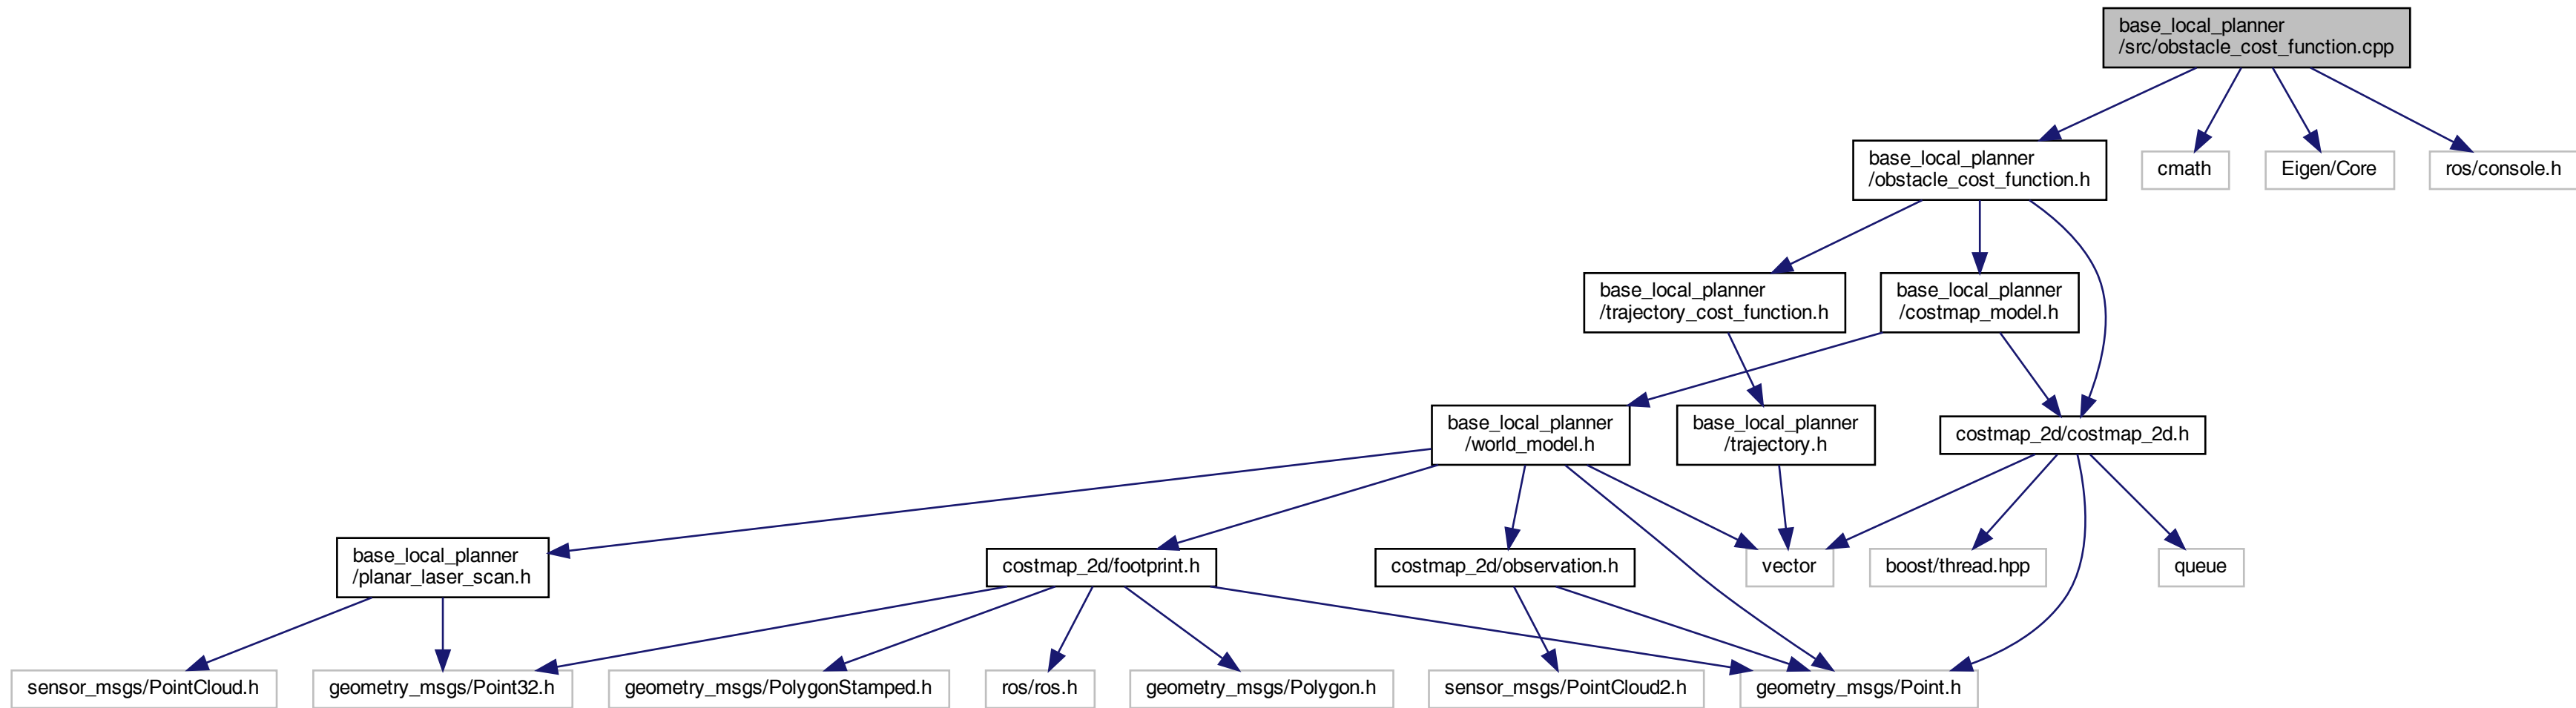 base_local_planner
/src/obstacle_cost_function.cpp
base_local_planner
/obstacle_cost_function.h
cmath
Eigen/Core
ros/console.h
base_local_planner
/trajectory_cost_function.h
base_local_planner
/costmap_model.h
base_local_planner
/world_model.h
base_local_planner
/trajectory.h
costmap_2d/costmap_2d.h
base_local_planner
/planar_laser_scan.h
costmap_2d/footprint.h
costmap_2d/observation.h
vector
boost/thread.hpp
queue
sensor_msgs/PointCloud.h
geometry_msgs/Point32.h
geometry_msgs/PolygonStamped.h
ros/ros.h
geometry_msgs/Polygon.h
sensor_msgs/PointCloud2.h
geometry_msgs/Point.h